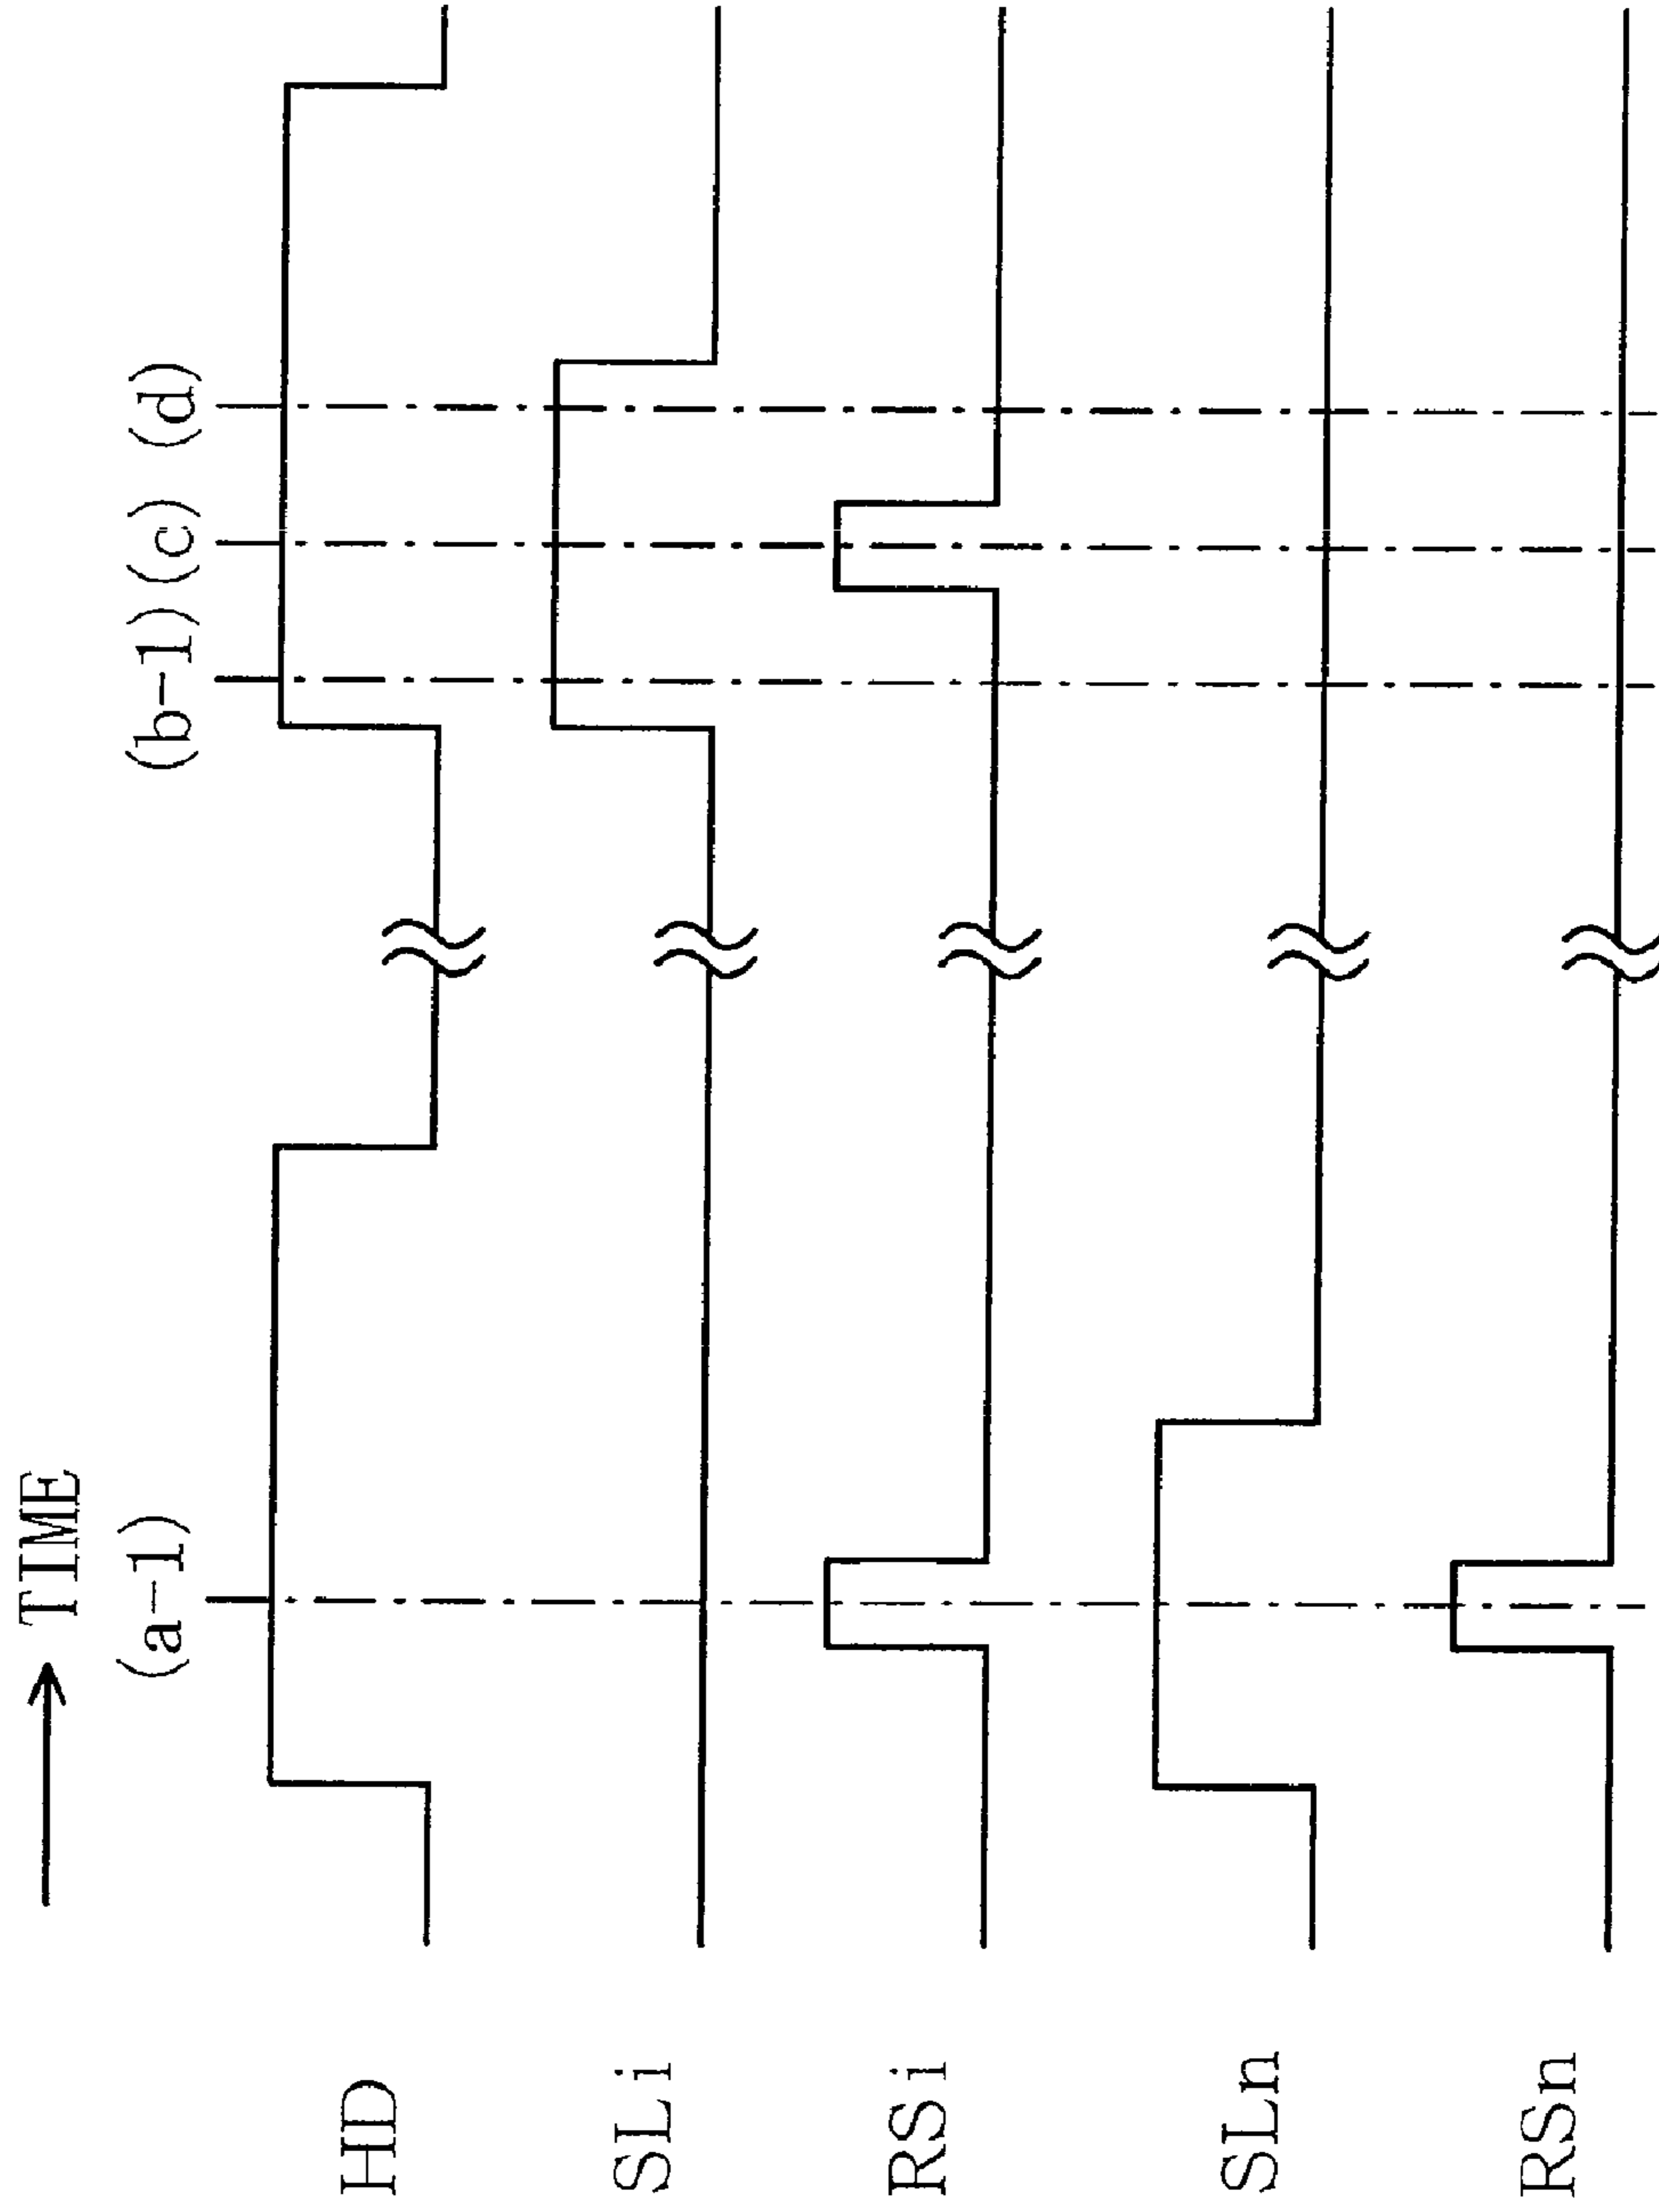 TIME
(a-1)
(b-1) (c) (d)
HD
SLi
RSi
SLn
RSn